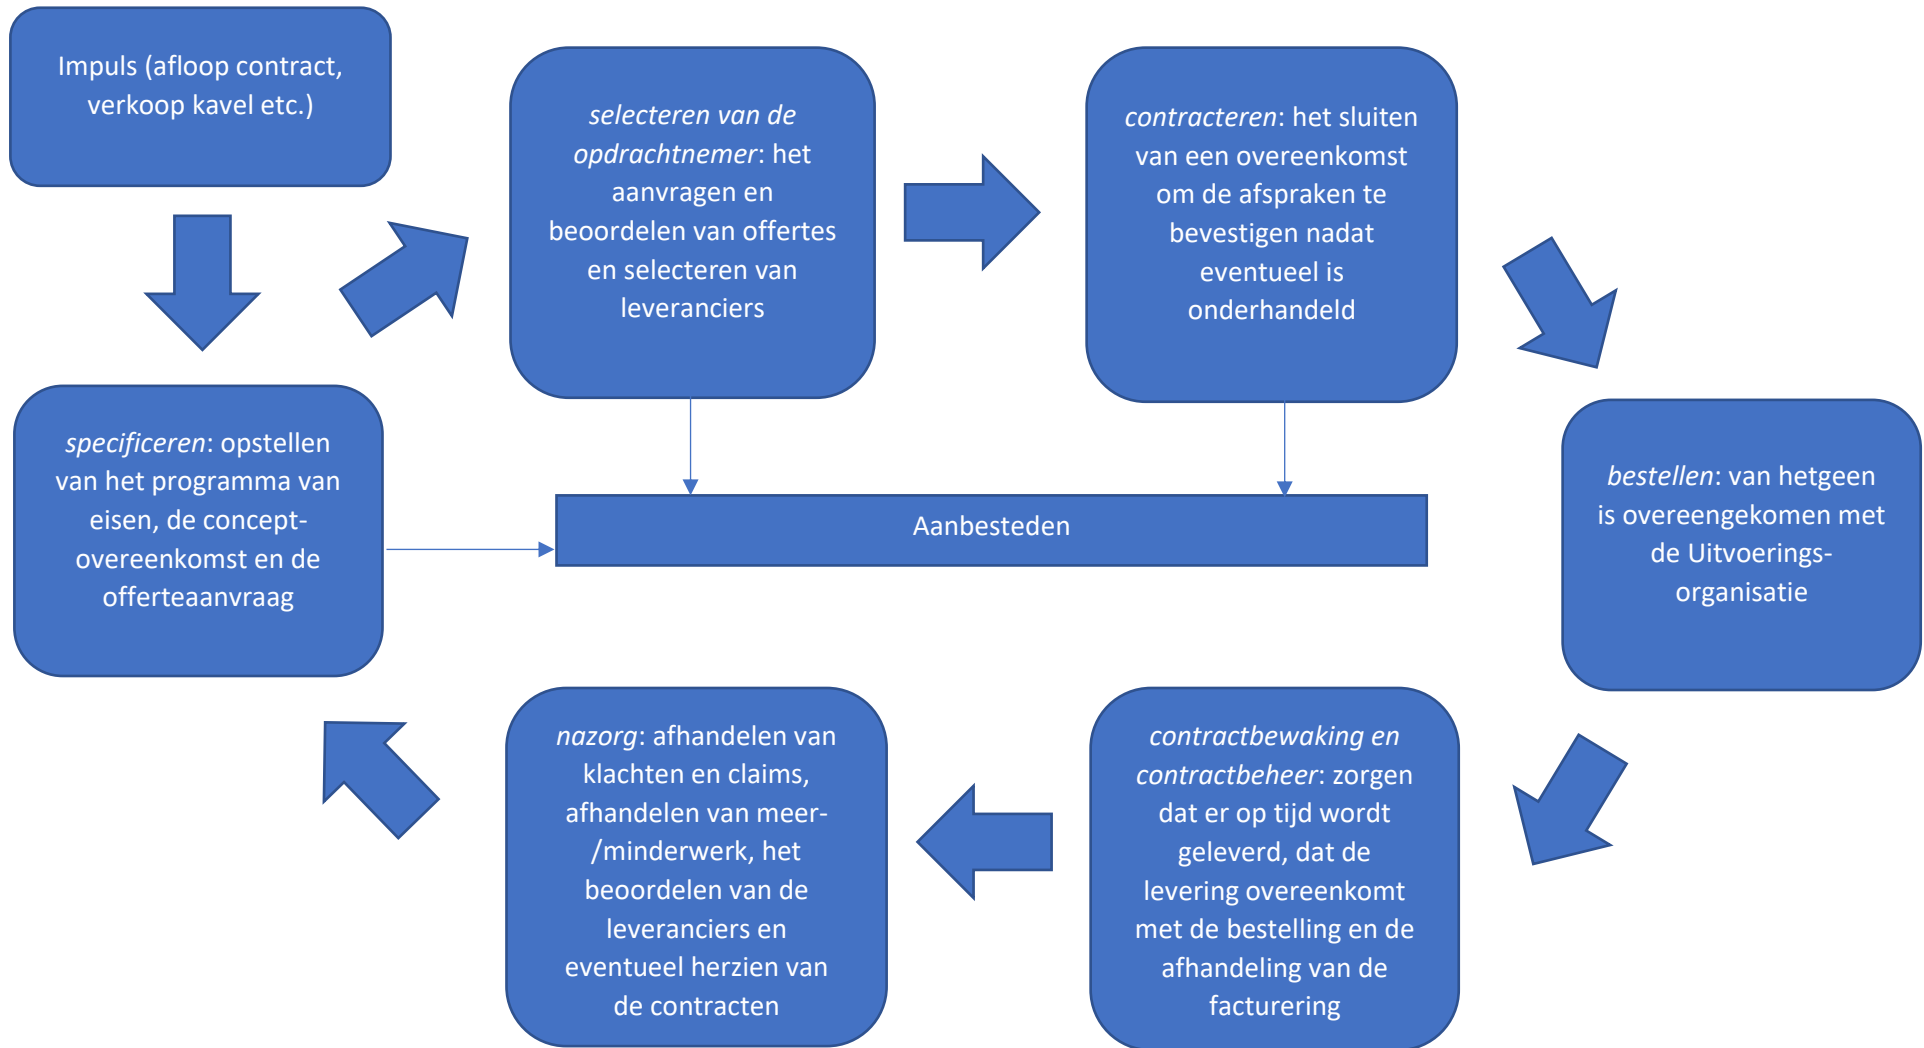 Impuls (afloop contract,
verkoop kavel etc.)
selecteren van de
opdrachtnemer: het
aanvragen en
beoordelen van offertes
en selecteren van
leveranciers
contracteren: het sluiten
van een overeenkomst
om de afspraken te
bevestigen nadat
eventueel is
onderhandeld
specificeren: opstellen
van het programma van
eisen, de concept-
overeenkomst en de
offerteaanvraag
Aanbesteden
bestellen: van hetgeen
is overeengekomen met
de Uitvoerings-
organisatie
nazorg: afhandelen van
klachten en claims,
afhandelen van meer-
/minderwerk, het
beoordelen van de
leveranciers en
eventueel herzien van
de contracten
contractbewaking en
contractbeheer: zorgen
dat er op tijd wordt
geleverd, dat de
levering overeenkomt
met de bestelling en de
afhandeling van de
facturering